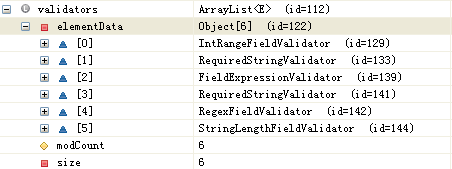 validators ArrayList<E> (id=112)
elementData Object[6] (id=122)
[0] IntRangeFieldValidator (id=129)
[1] RequiredStringValidator (id=133)
[2] FieldExpressionValidator (id=139)
[3] RequiredStringValidator (id=141)
[4] RegexFieldValidator (id=142)
[5] StringLengthFieldValidator (id=144)
modCount 6
size 6